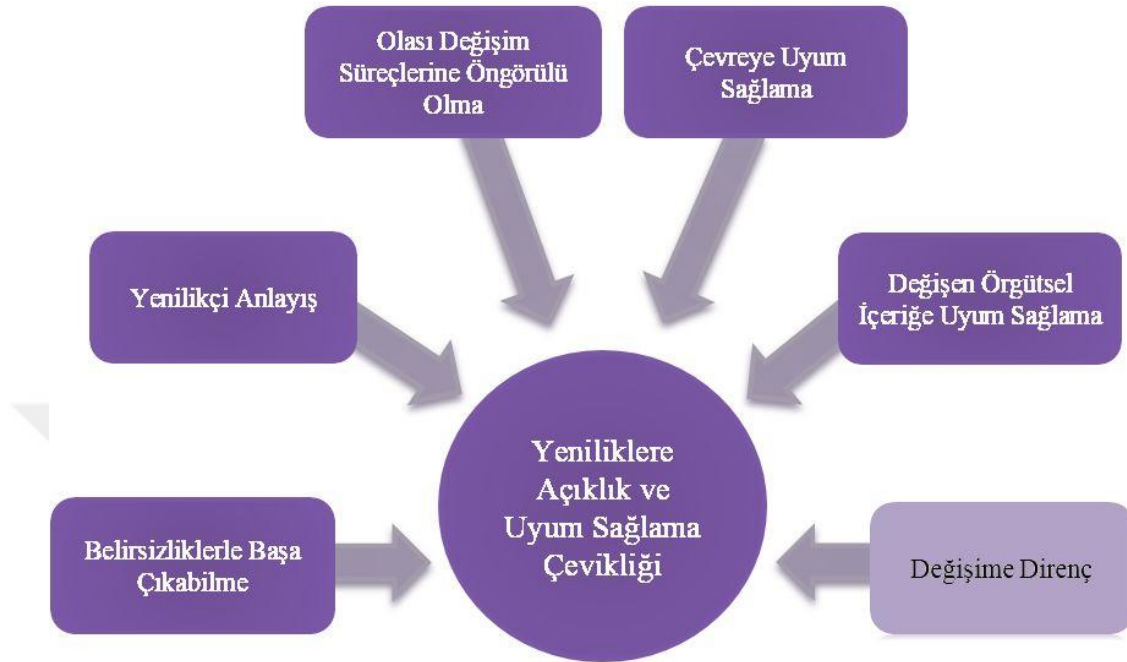 Olası Değişim
Süreçlerine Öngörülü
Olma
Çevreye Uyum
Sağlama
Yenilikçi Anlayış
Değişen Örgütsel
İçeriğe Uyum Sağlama
Yeniliklere
Açıklık ve
Uyum Sağlama
Çevikliği
Belirsizliklerle Başa
Çıkabilme
Değişime Direnç